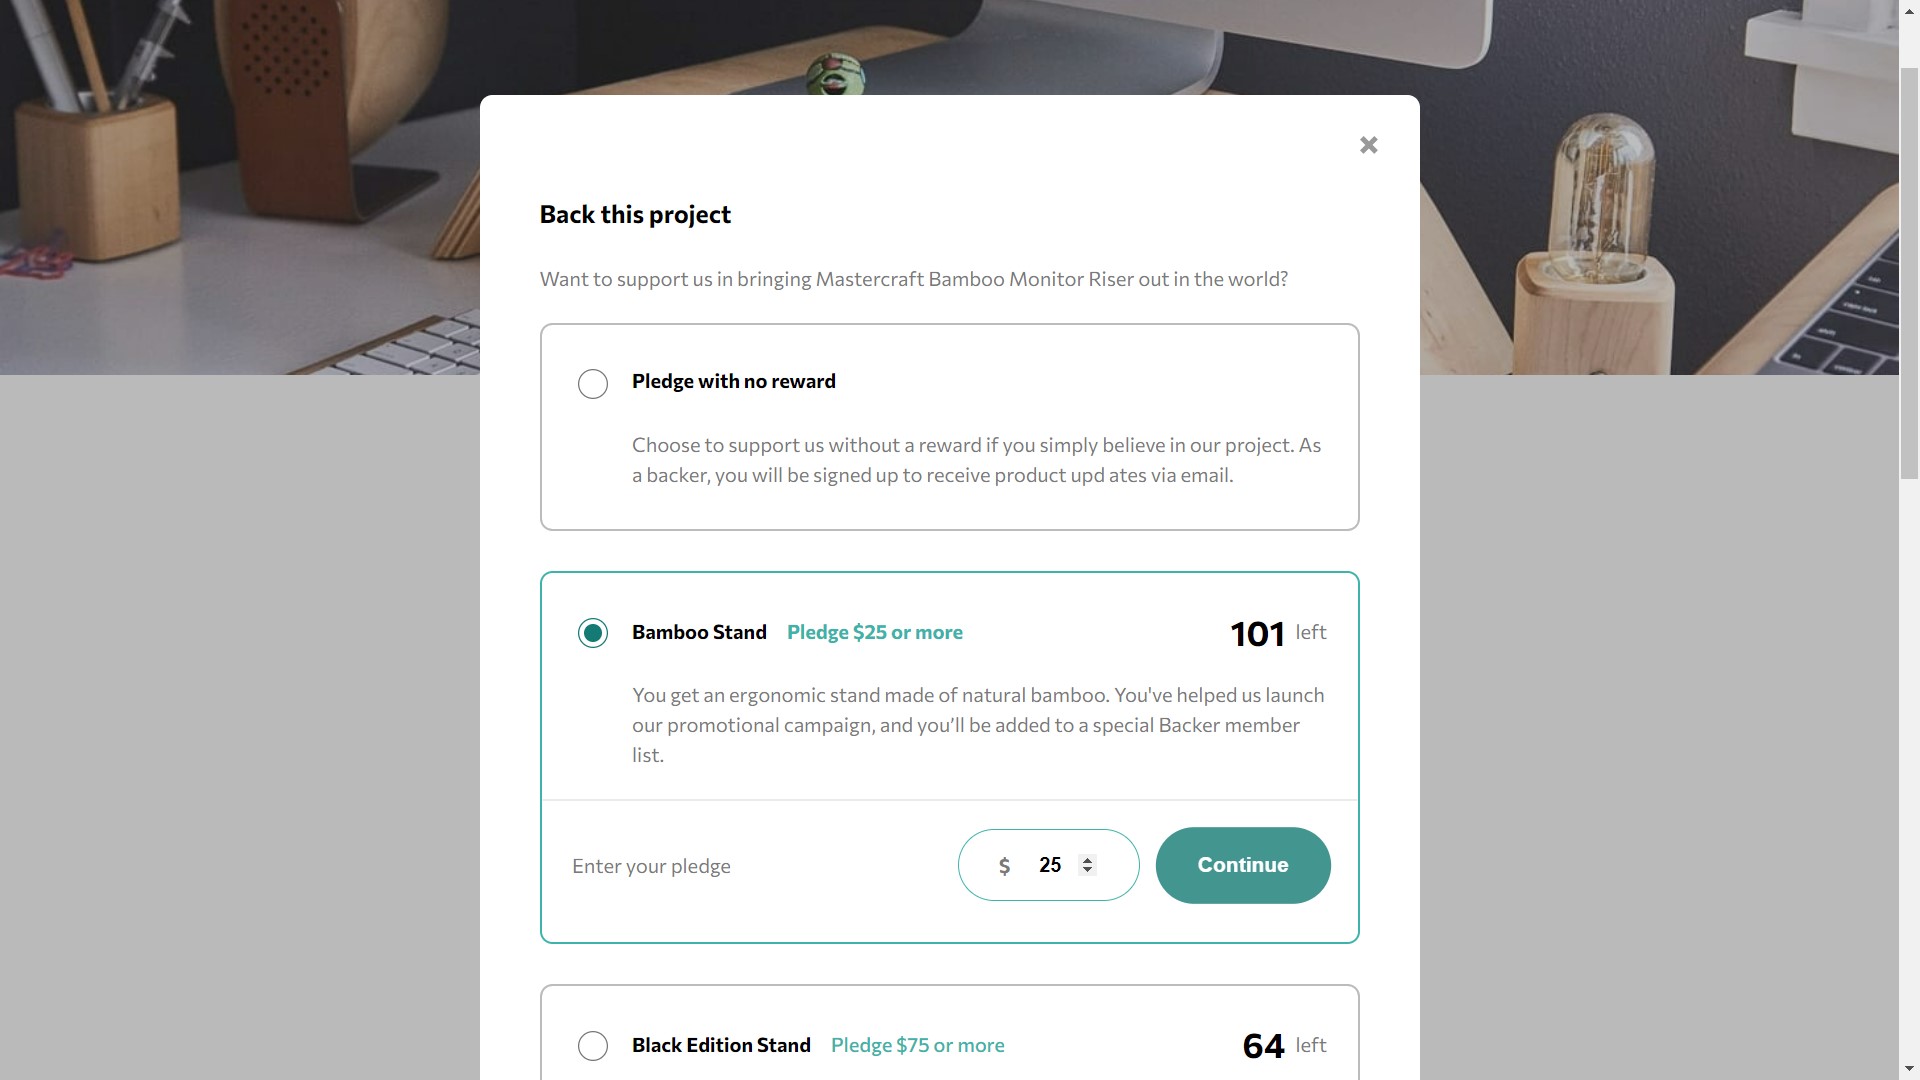 Back this project
Want to support us in bringing Mastercraft Bamboo Monitor Riser out in the world?
Pledge with no reward
Choose to support us without a reward if you simply believe in our project. As
a backer, you will be signed up to receive product upd ates via email.
Bamboo Stand Pledge $25 or more 101 left
You get an ergonomic stand made of natural bamboo. You've helped us launch
our promotional campaign, and you’ll be added to a special Backer member
list.
Enter your pledge $ 25 Continue
Black Edition Stand Pledge $75 or more 64 left